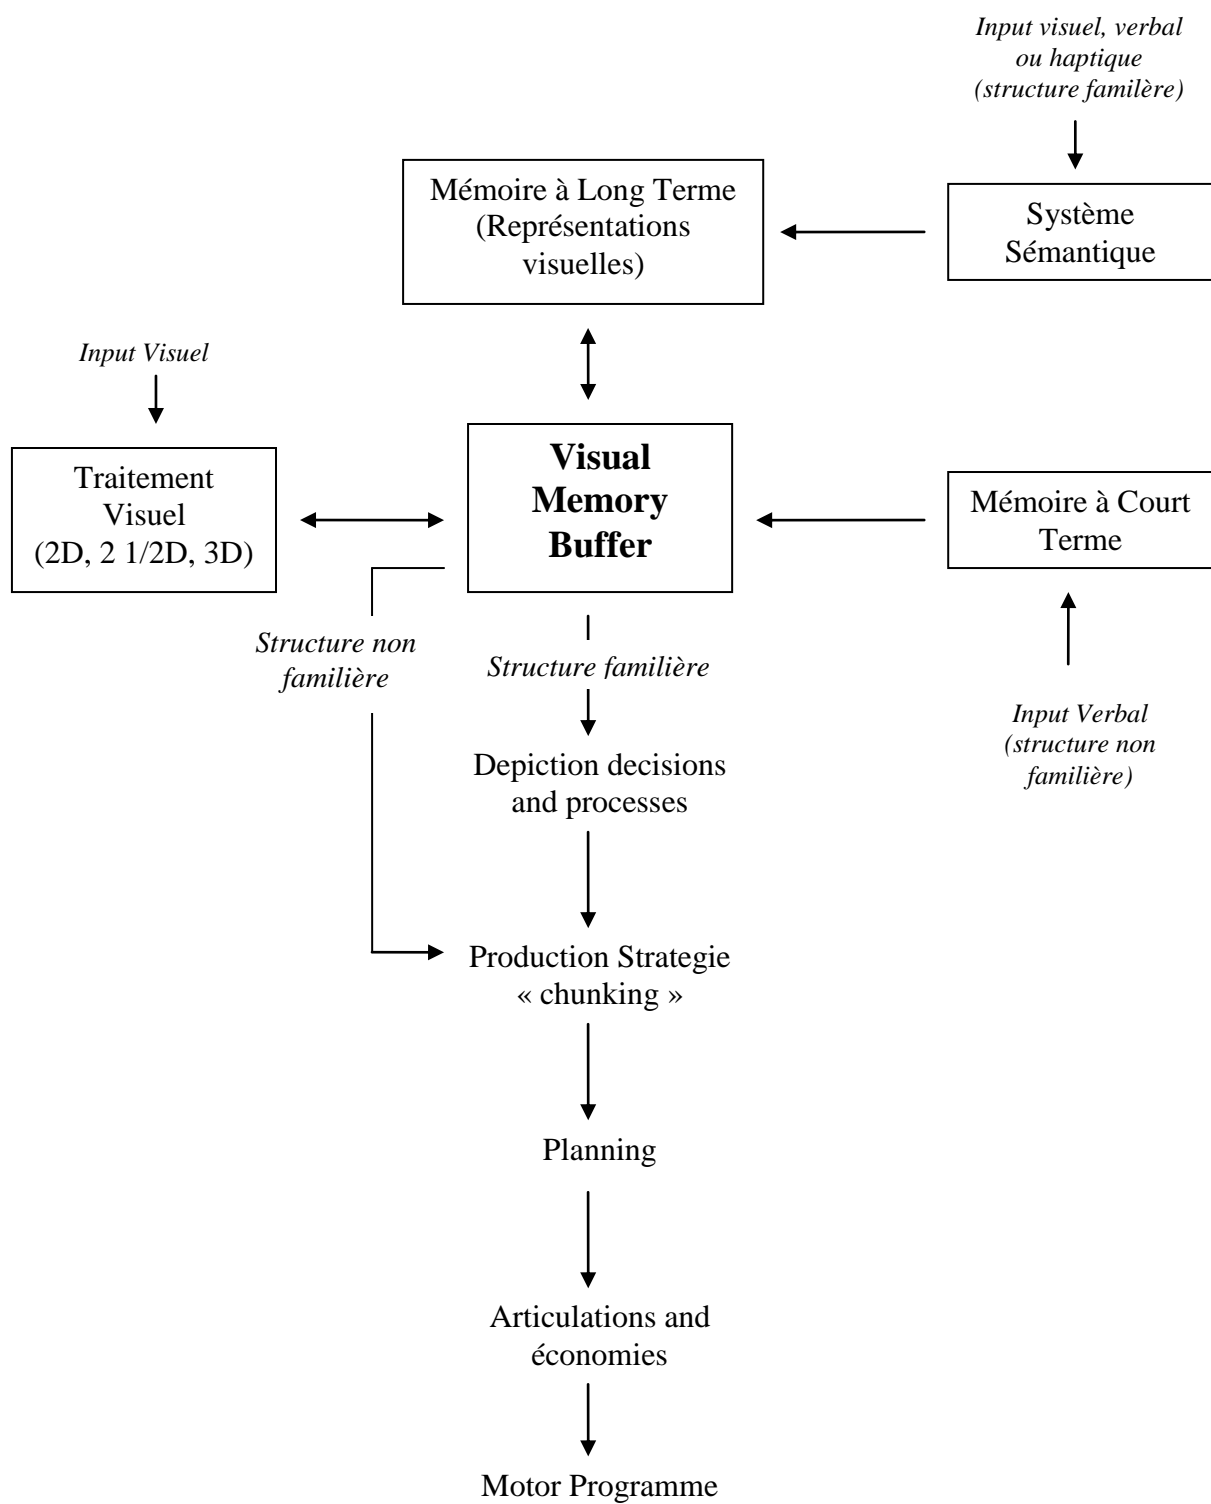 Input visuel, verbal
ou haptique
(structure familère)
Mémoire à Long Terme
(Représentations
visuelles)
Système
Sémantique
Input Visuel
Traitement
Visuel
(2D, 2 1/2D, 3D)
Visual
Memory
Buffer
Mémoire à Court
Terme
Structure non
familière
Structure familière
Input Verbal
(structure non
familière)
Depiction decisions
and processes
Production Strategie
« chunking »
Planning
Articulations and
économies
Motor Programme